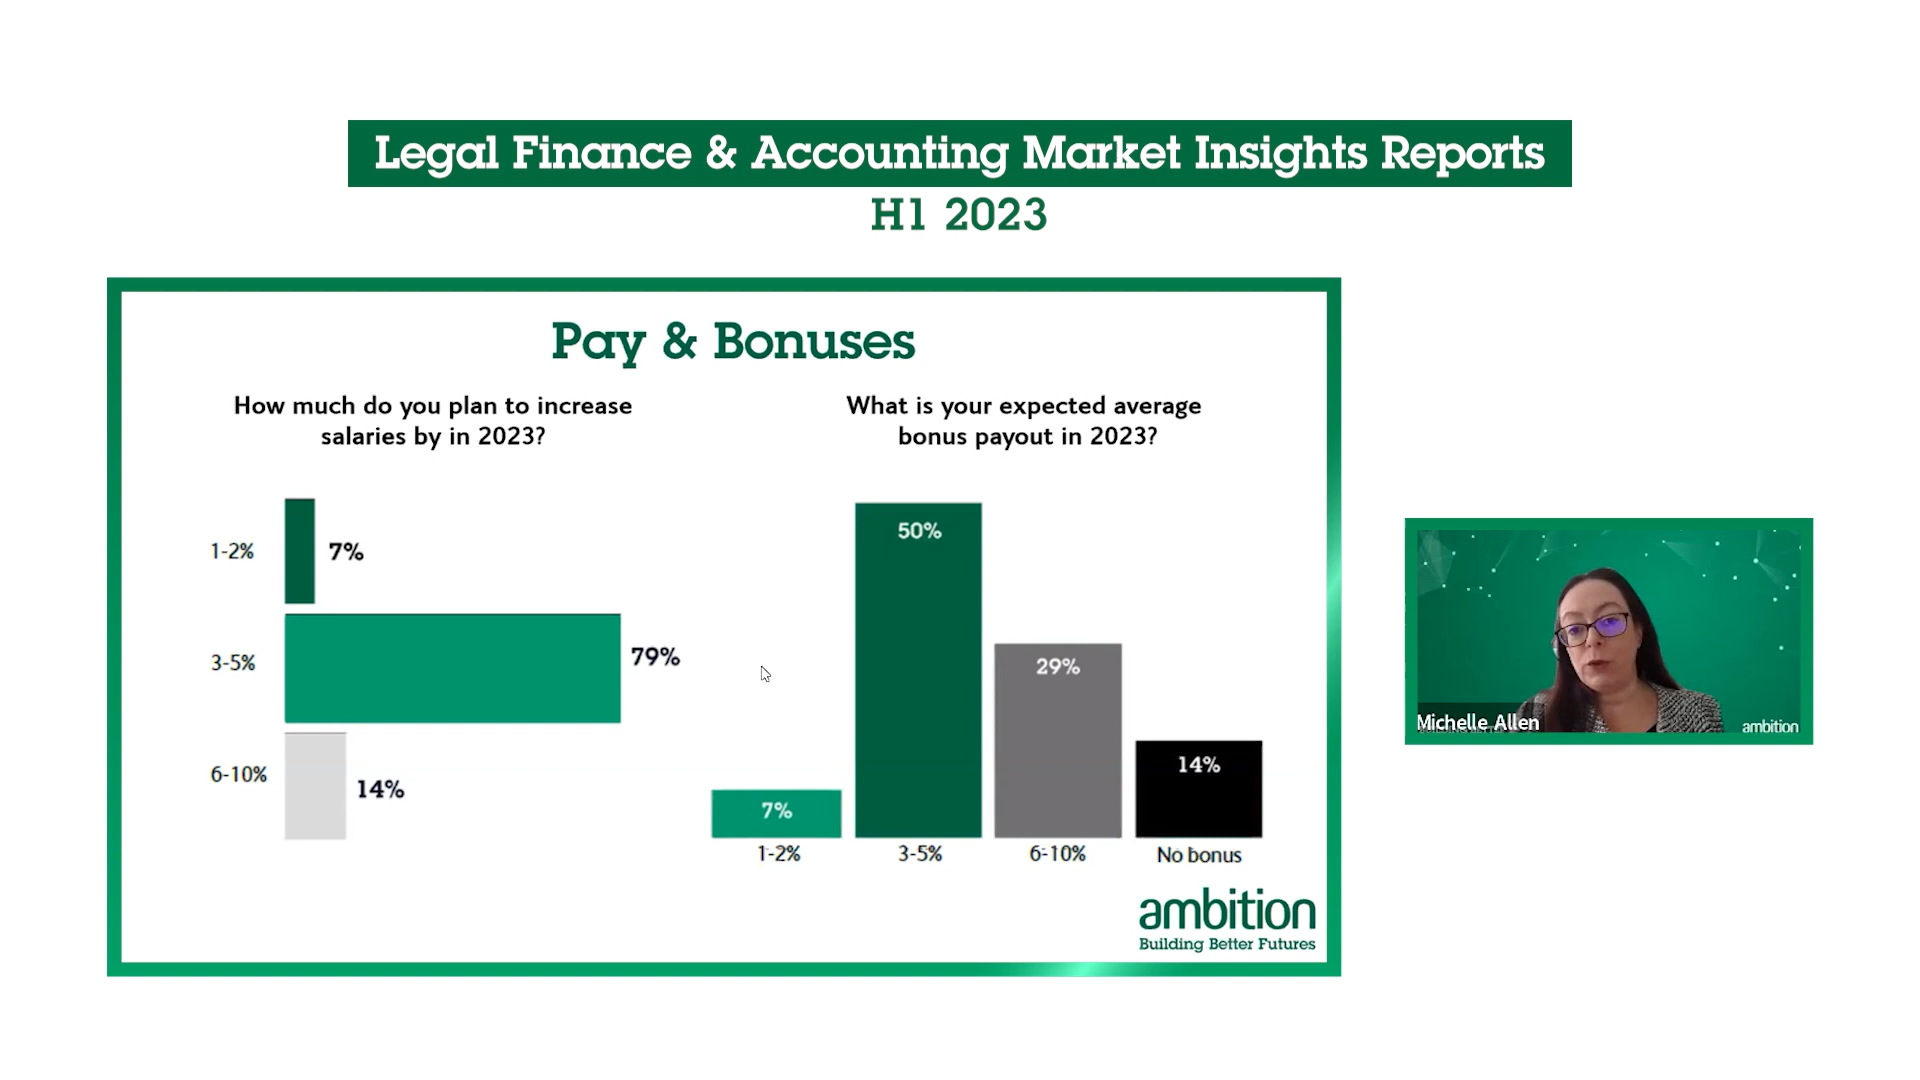 Legal Finance & Accounting Market Insights Reports
H1 2023
Pay & Bonuses
How much do you plan to increase
salaries by in 2023?
1-2%
7%
3-5%
79%
6-10%
14%
What is your expected average
bonus payout in 2023?
50%
29%
14%
7%
1-2%
3-5%
6-10%
No bonus
ambition
Building Better Futures
Michelle Allen
ambition